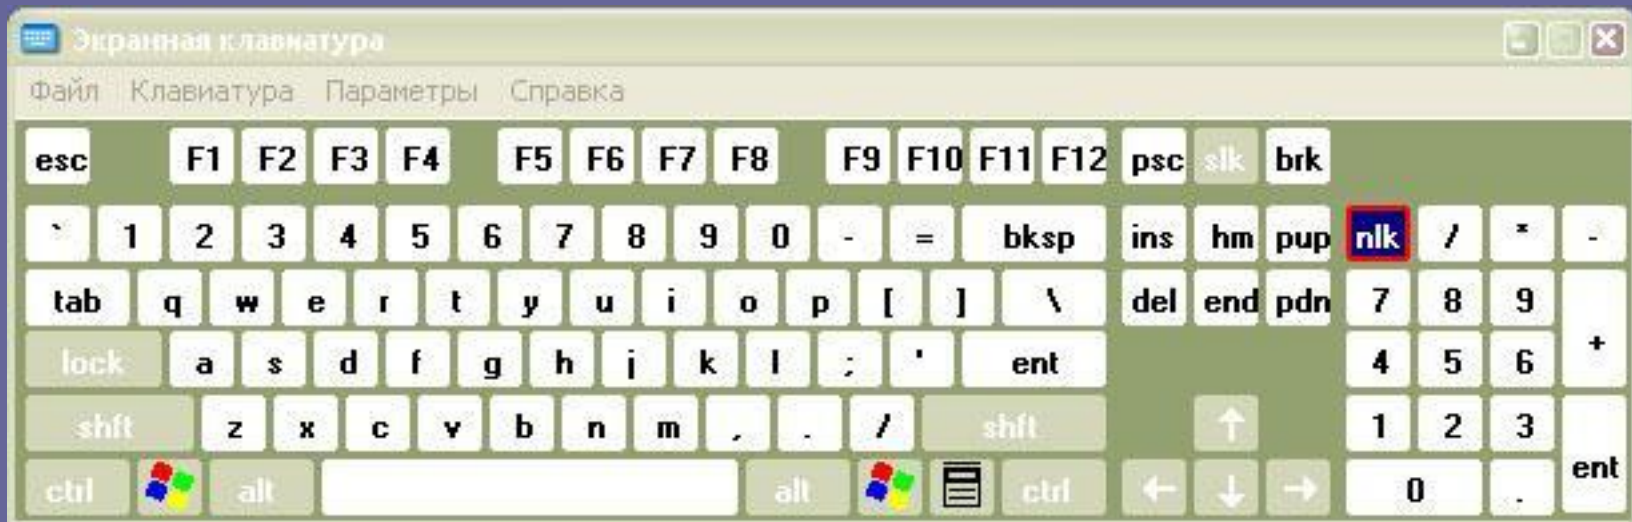 Экранная клавиатура
Файл Клавиатура Параметры Справка
esc F1 F2 F3 F4 F5 F6 F7 F8 F9 F10 F11 F12 psc slk brk
` 1 2 3 4 5 6 7 8 9 0 - = bksp ins hm pup nlk / * -
tab q w e r t y u i o p [ ] \ del end pdn 7 8 9 +
lock a s d f g h j k l ; ' ent 4 5 6
shft z x c v b n m , . / shft ↑ 1 2 3 ent
ctrl alt alt ctrl ← ↓ → 0 .